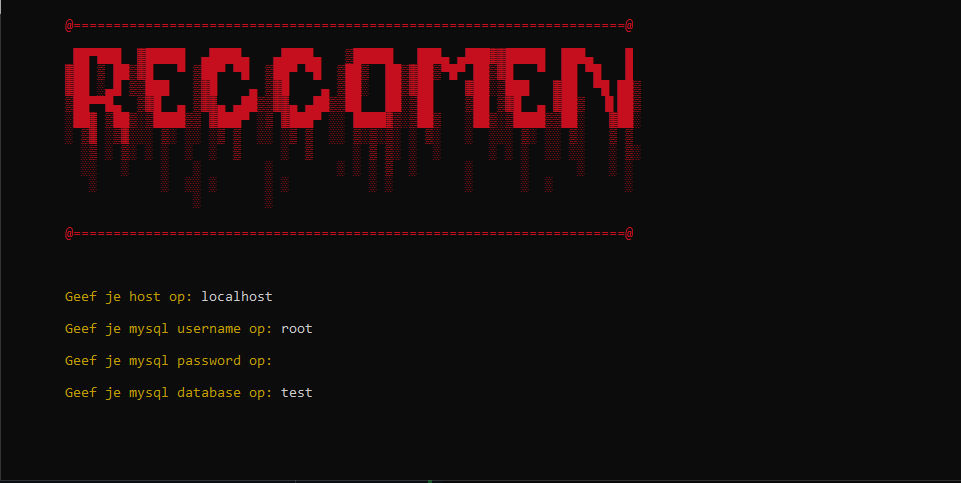 @=====================================================================@
RECCOMEN
@=====================================================================@
Geef je host op: localhost
Geef je mysql username op: root
Geef je mysql password op:
Geef je mysql database op: test